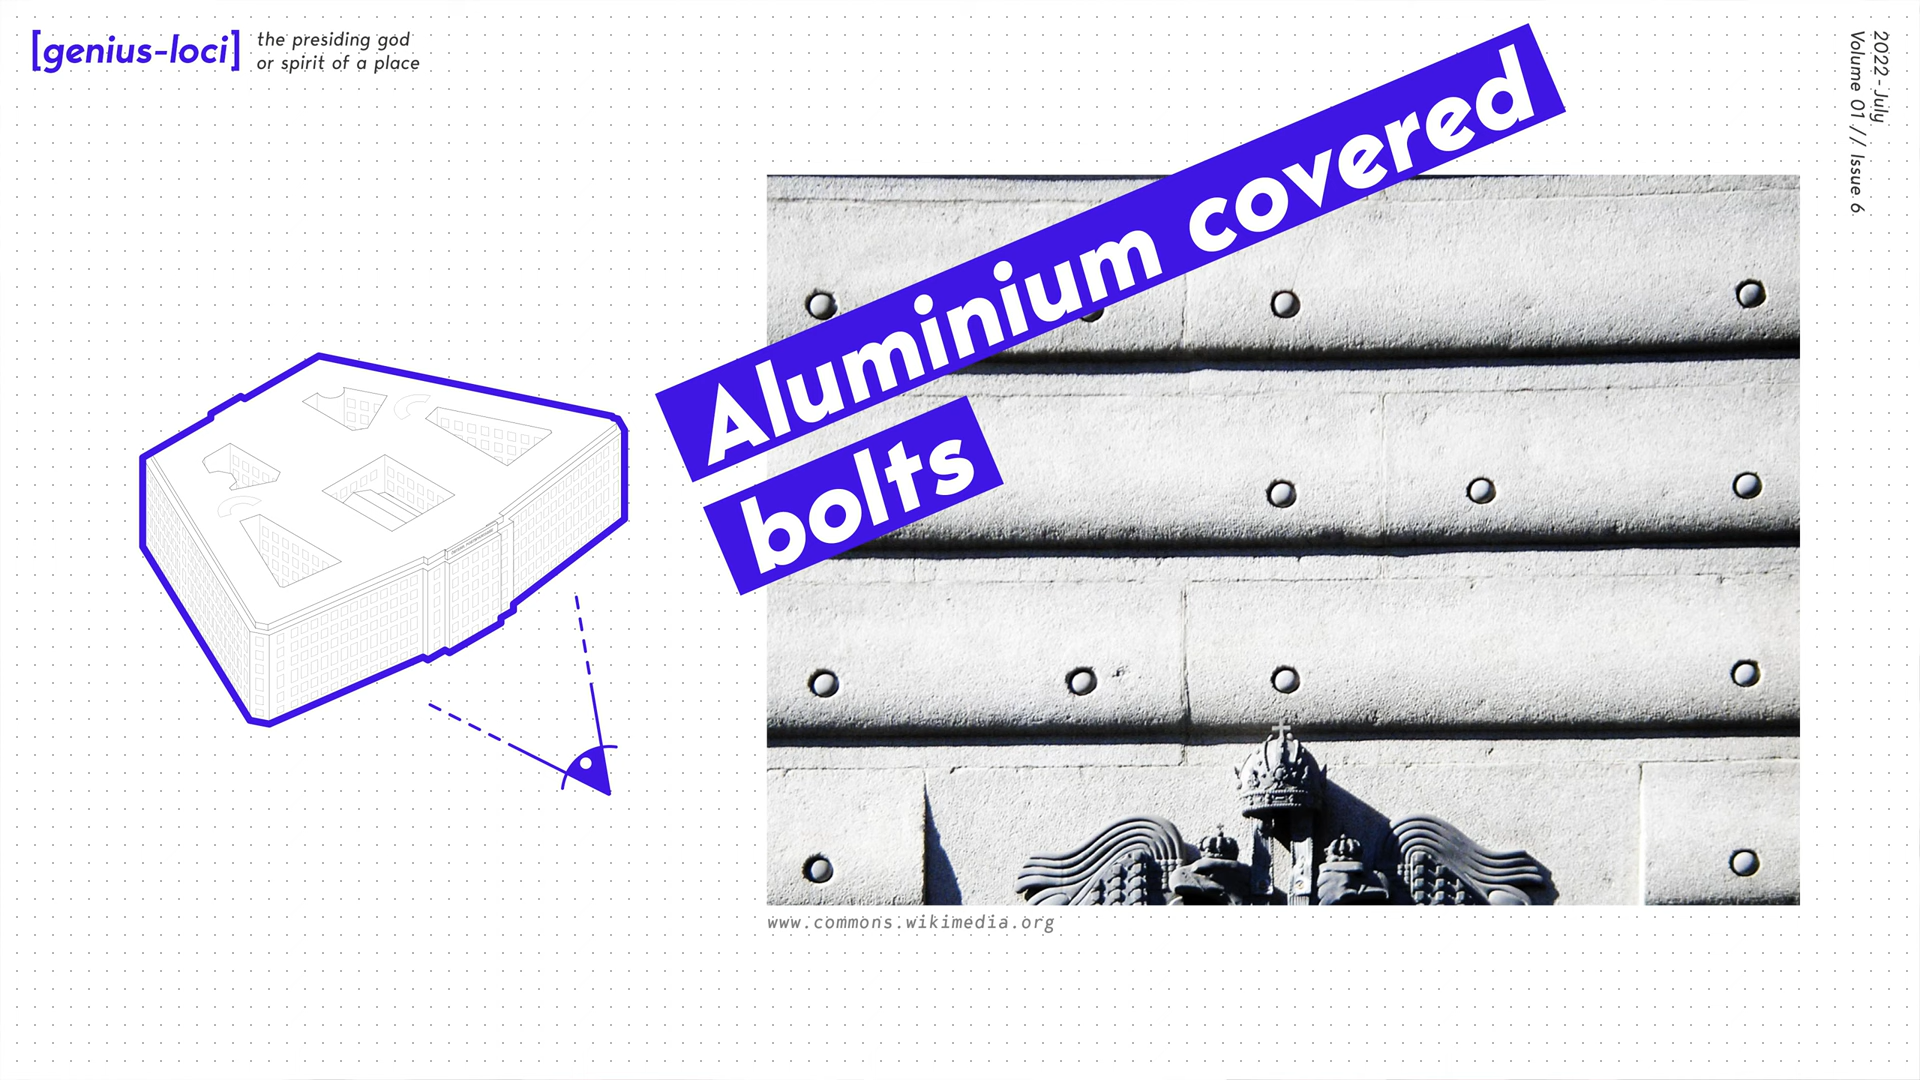 [genius-loci]
the presiding god
or spirit of a place
2022 - July
Volume 01 // Issue 6
Aluminium covered
bolts
www.commons.wikimedia.org